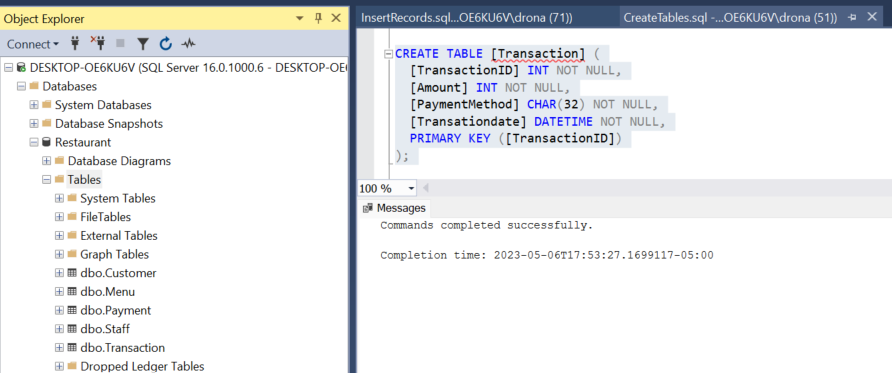 Object Explorer
Connect
DESKTOP-OE6KU6V (SQL Server 16.0.1000.6 - DESKTOP-OE
Databases
System Databases
Database Snapshots
Restaurant
Database Diagrams
Tables
System Tables
FileTables
External Tables
Graph Tables
dbo.Customer
dbo.Menu
dbo.Payment
dbo.Staff
dbo.Transaction
Dropped Ledger Tables
InsertRecords.sql...OE6KU6V\drona (71))
CreateTables.sql -...OE6KU6V\drona (51))
CREATE TABLE [Transaction] (
[TransactionID] INT NOT NULL,
[Amount] INT NOT NULL,
[PaymentMethod] CHAR(32) NOT NULL,
[Transationdate] DATETIME NOT NULL,
PRIMARY KEY ([TransactionID])
);
100 %
Messages
Commands completed successfully.
Completion time: 2023-05-06T17:53:27.1699117-05:00